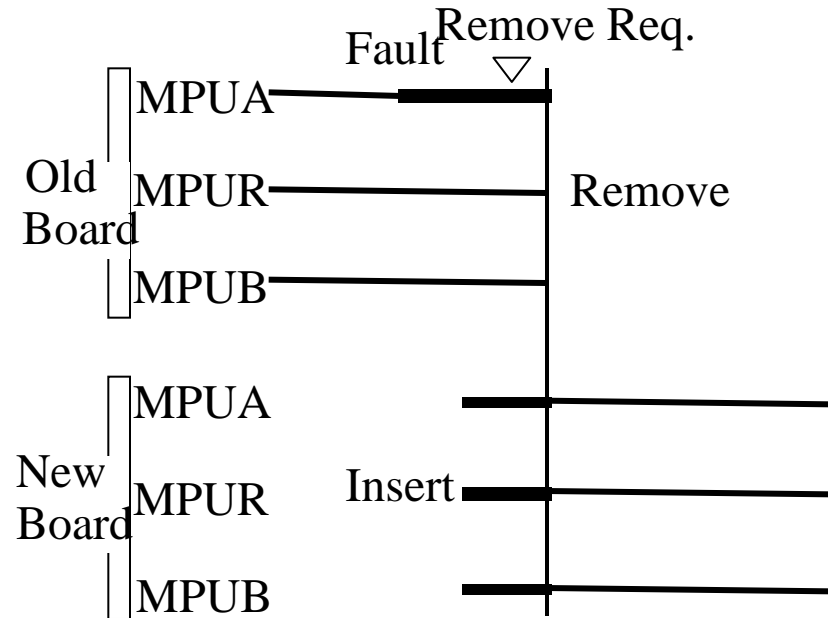 Remove Req.
Fault
MPUA
Old
Board
MPUR
Remove
MPUB
MPUA
New
Board
MPUR
Insert
MPUB